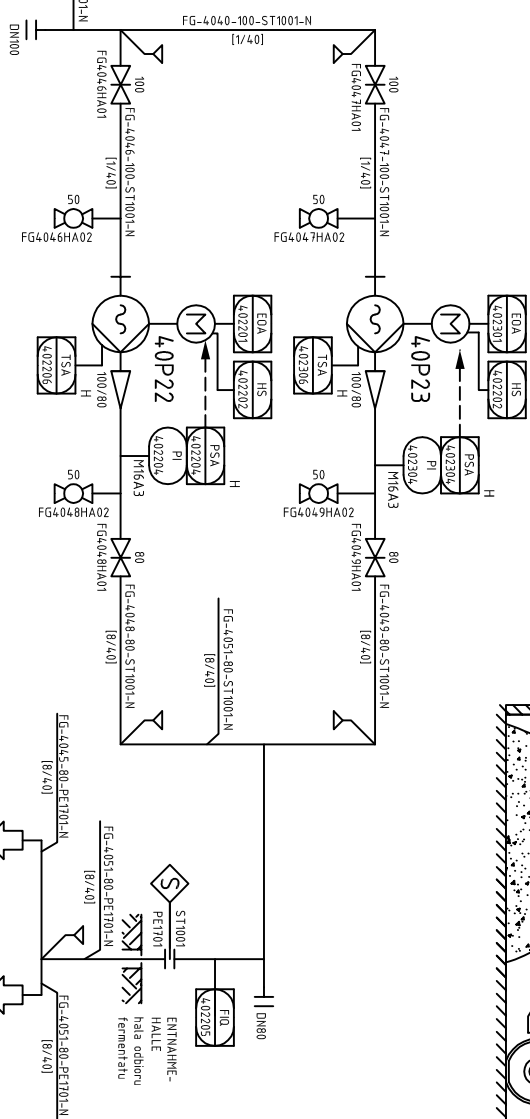 01-N
DN100
FG-4040-100-ST1001-N
[1/40]
100
FG4046HA01
FG-4046-100-ST1001-N
[1/40]
100
FG4047HA01
FG-4047-100-ST1001-N
[1/40]
50
FG4046HA02
50
FG4047HA02
M
EOA
402201
HS
402202
40P22
TSA
402206
H
100/80
M
EOA
402301
HS
402202
40P23
TSA
402306
H
100/80
PI
402204
PSA
402204
H
M16A3
PI
402304
PSA
402304
H
M16A3
50
FG4048HA02
50
FG4049HA02
80
FG4048HA01
FG-4048-80-ST1001-N
[8/40]
80
FG4049HA01
FG-4049-80-ST1001-N
[8/40]
FG-4051-80-ST1001-N
[8/40]
FG-4045-80-PE1701-N
[8/40]
FG-4051-80-PE1701-N
[8/40]
S
ST1001
PE1701
FIQ
402205
DN80
ENTNAHME-
HALLE
hala odbioru
fermentatu
FG-4051-80-PE1701-N
[8/40]